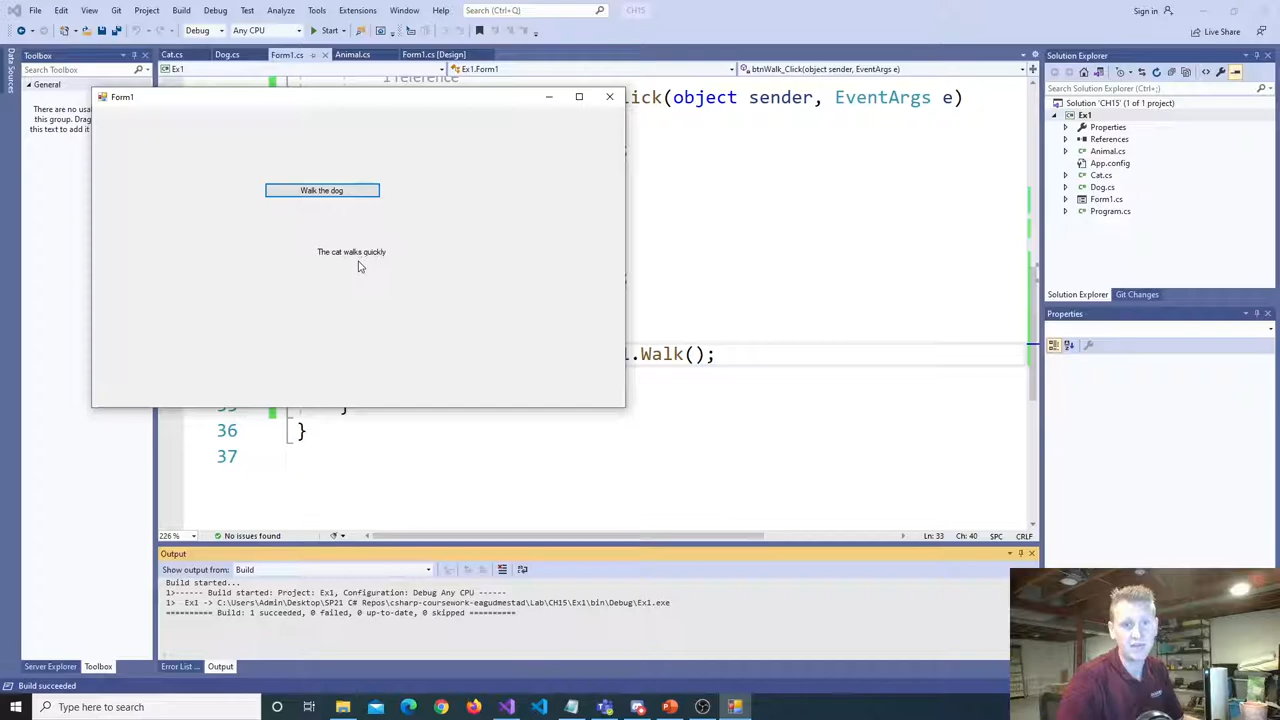 File Edit View Git Project Build Debug Test Analyze Tools Extensions Window Help Search (Ctrl+Q) CH15 Sign in
Debug Any CPU Start Live Share
Data Sources
Toolbox
Search Toolbox
General
There are no usa
this group. Drag
this text to add it
Cat.cs Dog.cs Form1.cs Animal.cs Form1.cs [Design]
Ex1 Ex1.Form1 btnWalk_Click(object sender, EventArgs e)
1 reference
lick(object sender, EventArgs e)
Form1
Walk the dog
The cat walks quickly
.Walk();
35 }
36 }
37
226 % No issues found Ln: 33 Ch: 40 SPC CRLF
Output
Show output from: Build
Build started...
1>------ Build started: Project: Ex1, Configuration: Debug Any CPU ------
1> Ex1 -> C:\Users\Admin\Desktop\SP21 C# Repos\csharp-coursework-eagudmestad\Lab\CH15\Ex1\bin\Debug\Ex1.exe
========== Build: 1 succeeded, 0 failed, 0 up-to-date, 0 skipped ==========
Server Explorer Toolbox Error List ... Output
Build succeeded
Solution Explorer
Search Solution Explorer (Ctrl+;)
Solution 'CH15' (1 of 1 project)
Ex1
Properties
References
Animal.cs
App.config
Cat.cs
Dog.cs
Form1.cs
Program.cs
Solution Explorer Git Changes
Properties
Type here to search